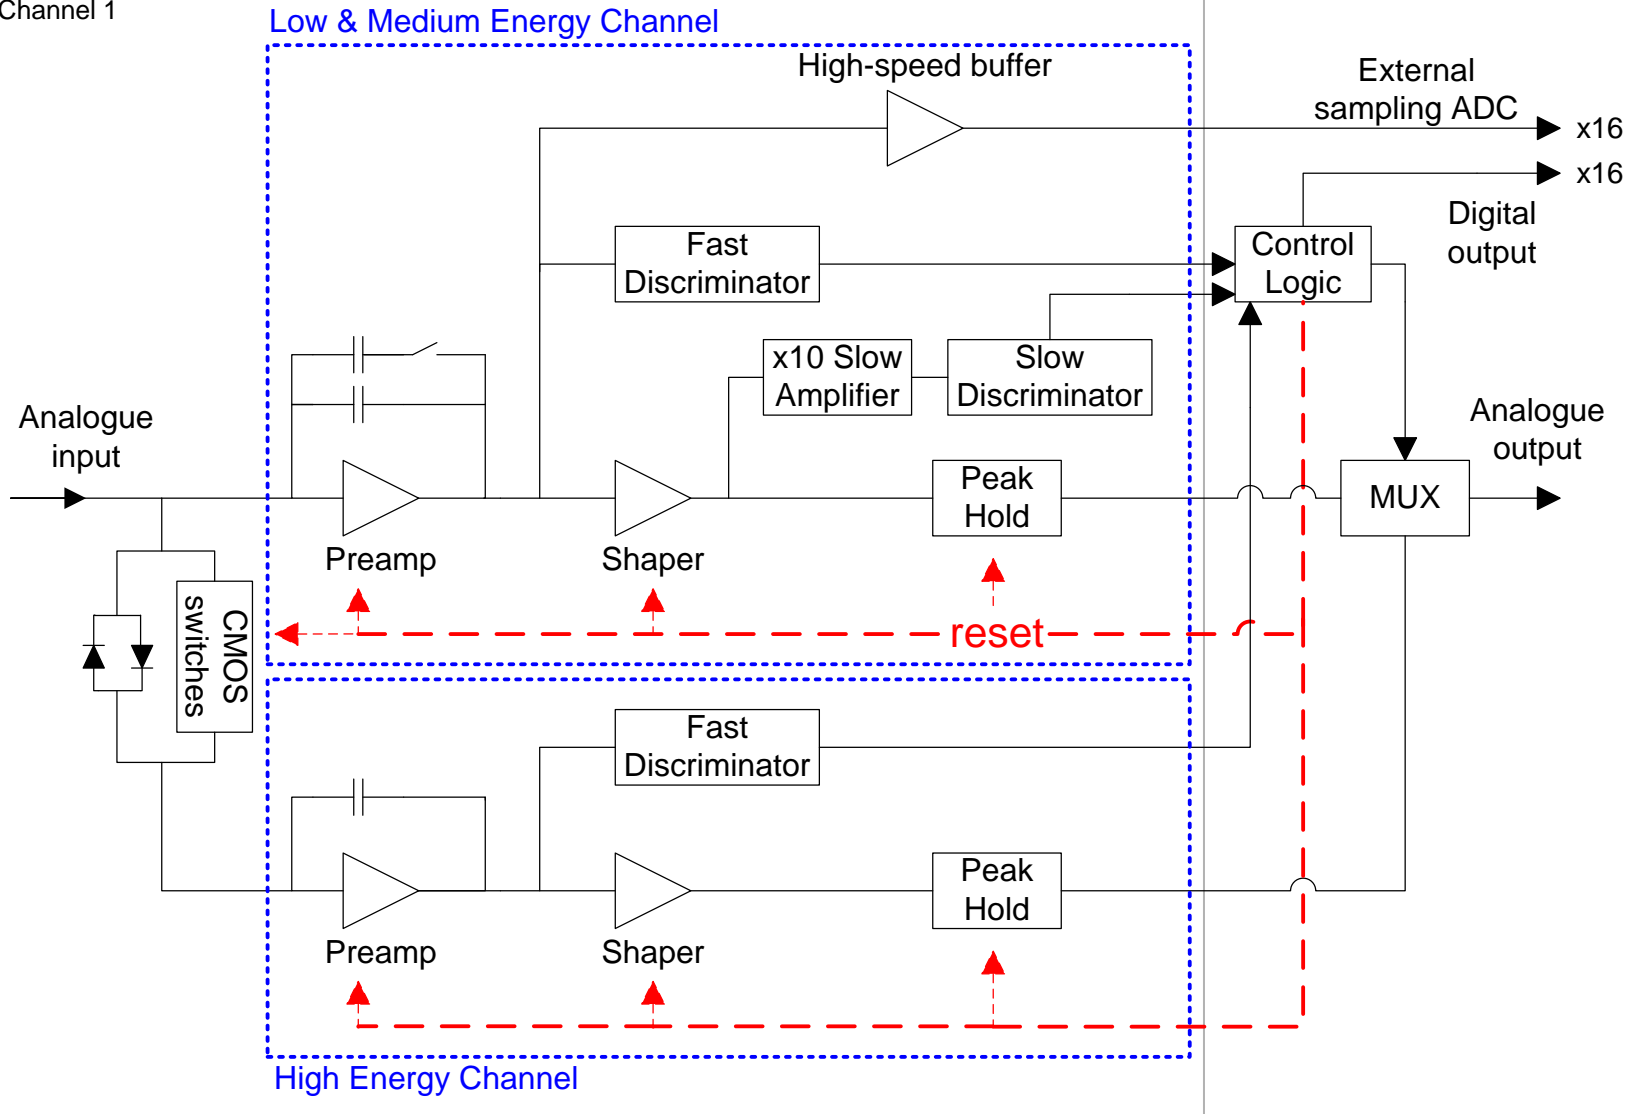 Channel 1
Low & Medium Energy Channel
High-speed buffer
External
sampling ADC
x16
x16
Digital
output
Fast
Discriminator
Control
Logic
x10 Slow
Amplifier
Slow
Discriminator
Analogue
input
Analogue
output
Peak
Hold
MUX
Preamp
Shaper
CMOS
switches
reset
Fast
Discriminator
Peak
Hold
Preamp
Shaper
High Energy Channel